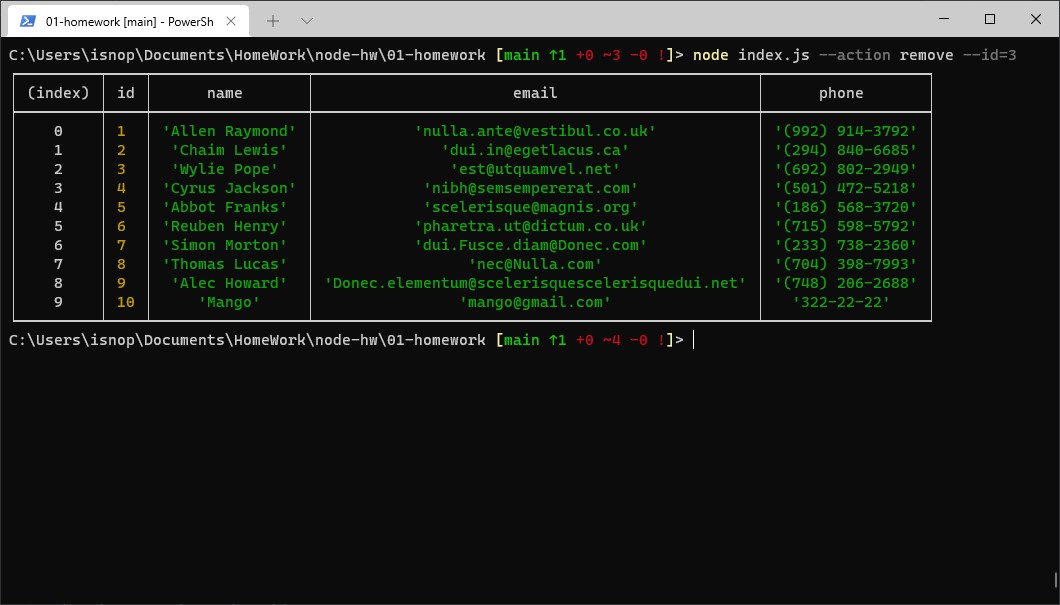 01-homework [main] - PowerSh
C:\Users\isnop\Documents\HomeWork\node-hw\01-homework [main ↑1 +0 ~3 -0 !]> node index.js --action remove --id=3
(index) id name email phone
0 1 'Allen Raymond' 'nulla.ante@vestibul.co.uk' '(992) 914-3792'
1 2 'Chaim Lewis' 'dui.in@egetlacus.ca' '(294) 840-6685'
2 3 'Wylie Pope' 'est@utquamvel.net' '(692) 802-2949'
3 4 'Cyrus Jackson' 'nibh@semsempererat.com' '(501) 472-5218'
4 5 'Abbot Franks' 'scelerisque@magnis.org' '(186) 568-3720'
5 6 'Reuben Henry' 'pharetra.ut@dictum.co.uk' '(715) 598-5792'
6 7 'Simon Morton' 'dui.Fusce.diam@Donec.com' '(233) 738-2360'
7 8 'Thomas Lucas' 'nec@Nulla.com' '(704) 398-7993'
8 9 'Alec Howard' 'Donec.elementum@scelerisquescelerisquedui.net' '(748) 206-2688'
9 10 'Mango' 'mango@gmail.com' '322-22-22'
C:\Users\isnop\Documents\HomeWork\node-hw\01-homework [main ↑1 +0 ~4 -0 !]>